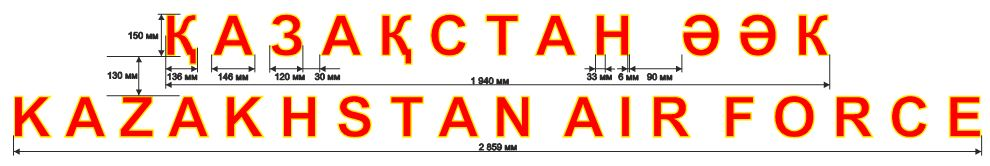 ҚАЗАҚСТАН ӘӘК
150 мм
130 мм
136 мм 146 мм 120 мм 30 мм 33 мм 6 мм 90 мм
1 940 мм
KAZAKHSTAN AIR FORCE
2 859 мм